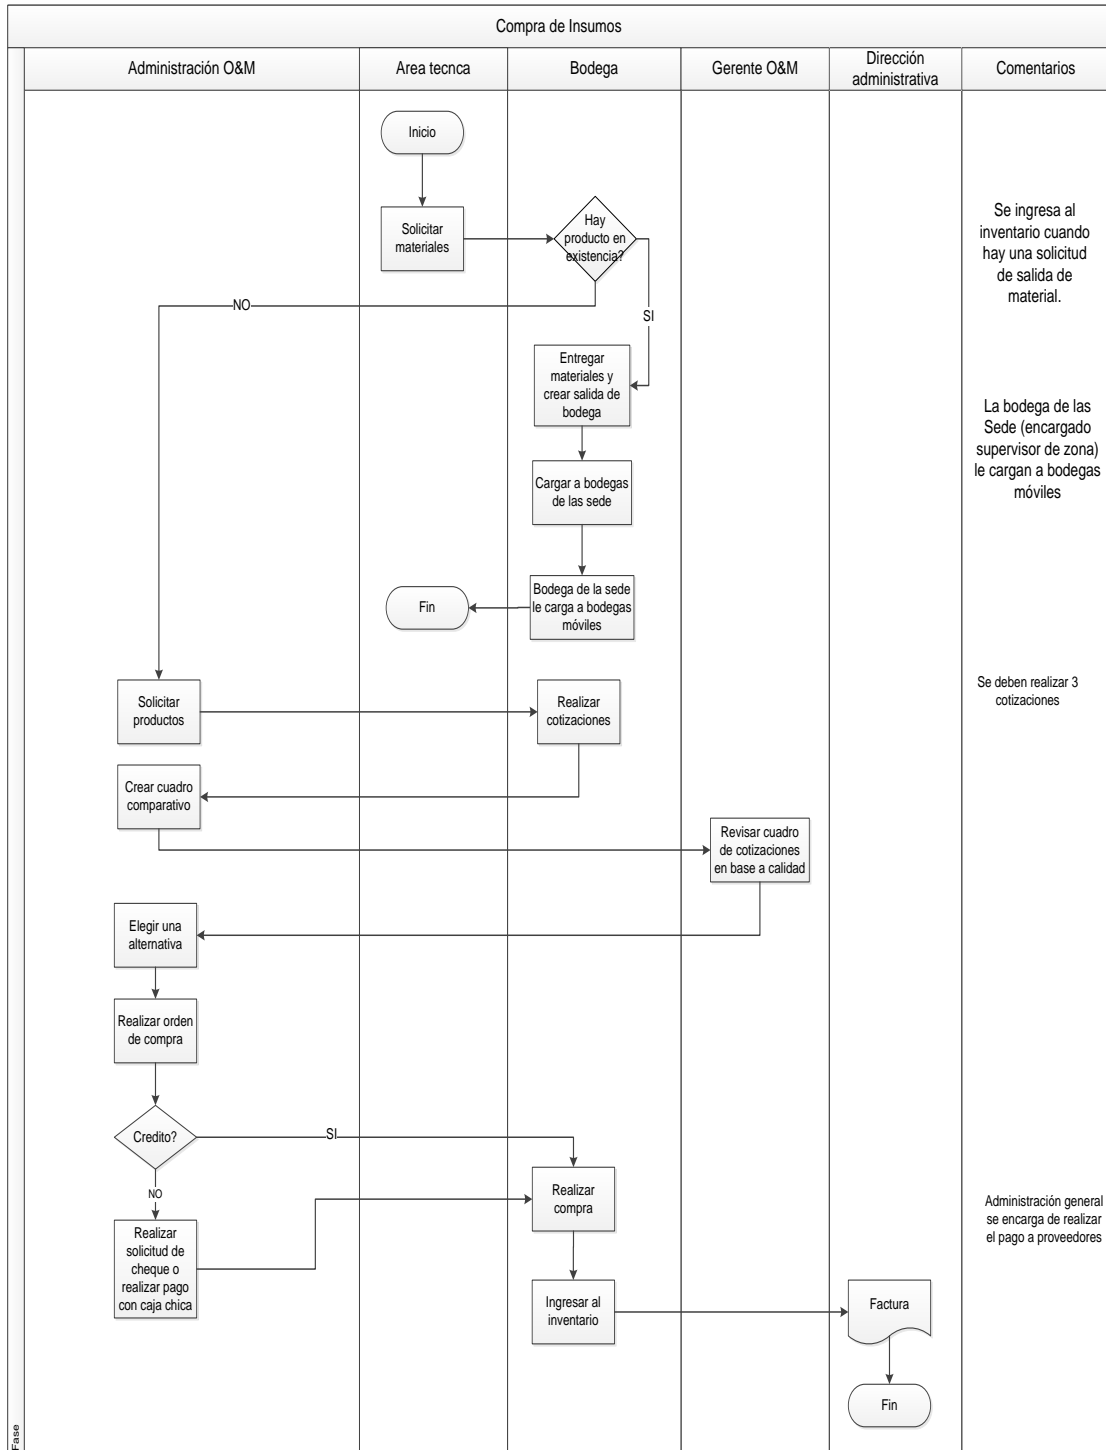 Compra de Insumos
Administración O&M
Area tecnca
Bodega
Gerente O&M
Dirección
administrativa
Comentarios
Inicio
Solicitar
materiales
Hay
producto en
existencia?
Se ingresa al
inventario cuando
hay una solicitud
de salida de
material.
NO
SI
Entregar
materiales y
crear salida de
bodega
La bodega de las
Sede (encargado
supervisor de zona)
le cargan a bodegas
móviles
Cargar a bodegas
de las sede
Bodega de la sede
le carga a bodegas
móviles
Fin
Solicitar
productos
Realizar
cotizaciones
Se deben realizar 3
cotizaciones
Crear cuadro
comparativo
Revisar cuadro
de cotizaciones
en base a calidad
Elegir una
alternativa
Realizar orden
de compra
Credito?
SI
NO
Realizar
compra
Administración general
se encarga de realizar
el pago a proveedores
Realizar
solicitud de
cheque o
realizar pago
con caja chica
Ingresar al
inventario
Factura
Fin
Fase